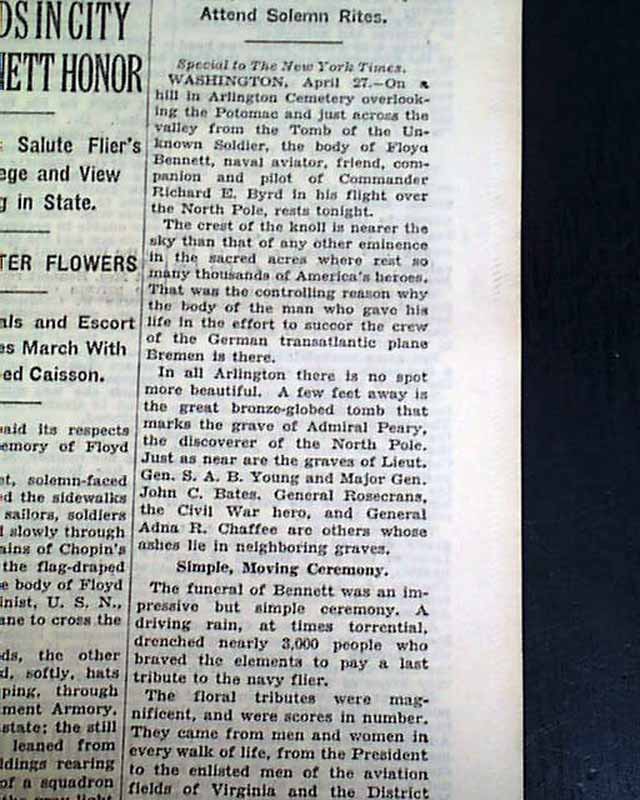 DS IN CITY
NETT HONOR
Salute Flier's
ege and View
g in State.
TER FLOWERS
als and Escort
es March With
ed Caisson.
aid its respects
emory of Floyd
et, solemn-faced
ed the sidewalks
sailors, soldiers
d slowly through
ains of Chopin's
the flag-draped
e body of Floyd
inist, U. S. N.,
ane to cross the
ds, the other
d, softly, hats
ping, through
ment Armory.
state; the still
leaned from
ldings rearing
of a squadron
Attend Solemn Rites.
Special to The New York Times.
WASHINGTON, April 27.—On a
hill in Arlington Cemetery overlook-
ing the Potomac and just across the
valley from the Tomb of the Un-
known Soldier, the body of Floyd
Bennett, naval aviator, friend, com-
panion and pilot of Commander
Richard E. Byrd in his flight over
the North Pole, rests tonight.
The crest of the knoll is nearer the
sky than that of any other eminence
in the sacred acres where rest so
many thousands of America's heroes.
That was the controlling reason why
the body of the man who gave his
life in the effort to succor the crew
of the German transatlantic plane
Bremen is there.
In all Arlington there is no spot
more beautiful. A few feet away is
the great bronze-globed tomb that
marks the grave of Admiral Peary,
the discoverer of the North Pole.
Just as near are the graves of Lieut.
Gen. S. A. B. Young and Major Gen.
John C. Bates. General Rosecrans,
the Civil War hero, and General
Adna R. Chaffee are others whose
ashes lie in neighboring graves.
Simple, Moving Ceremony.
The funeral of Bennett was an im-
pressive but simple ceremony. A
driving rain, at times torrential,
drenched nearly 3,000 people who
braved the elements to pay a last
tribute to the navy flier.
The floral tributes were mag-
nificent, and were scores in number.
They came from men and women in
every walk of life, from the President
to the enlisted men of the aviation
fields of Virginia and the District